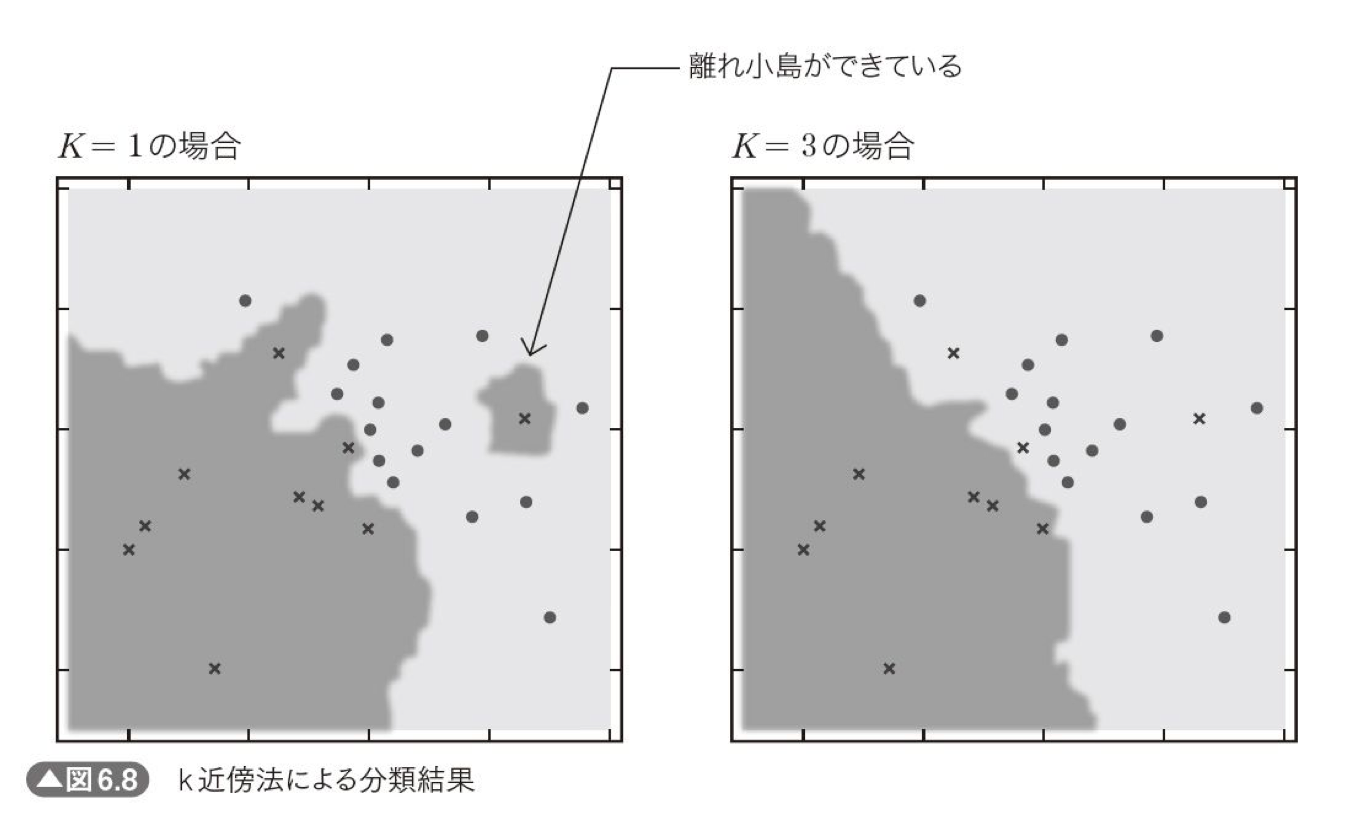 離れ小島ができている
K = 1の場合
K = 3の場合
▲図6.8 k近傍法による分類結果